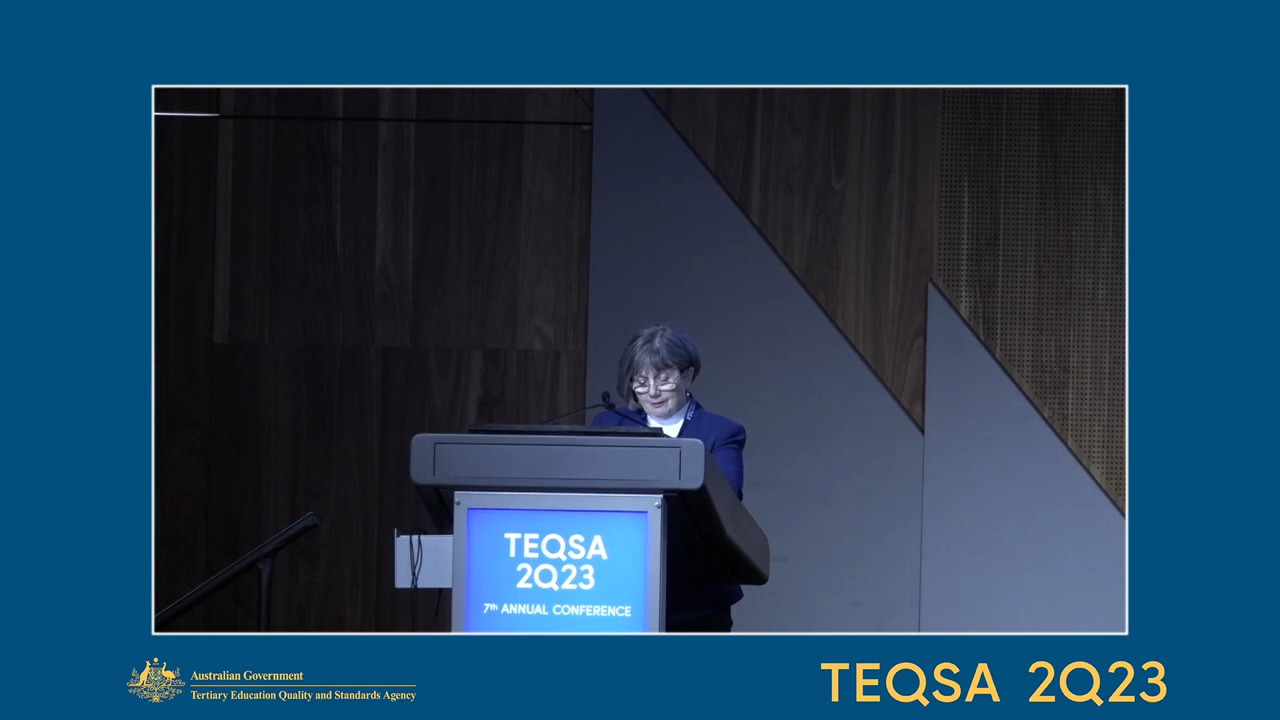 TEQSA
2Q23
7th ANNUAL CONFERENCE
Australian Government
Tertiary Education Quality and Standards Agency
TEQSA 2Q23